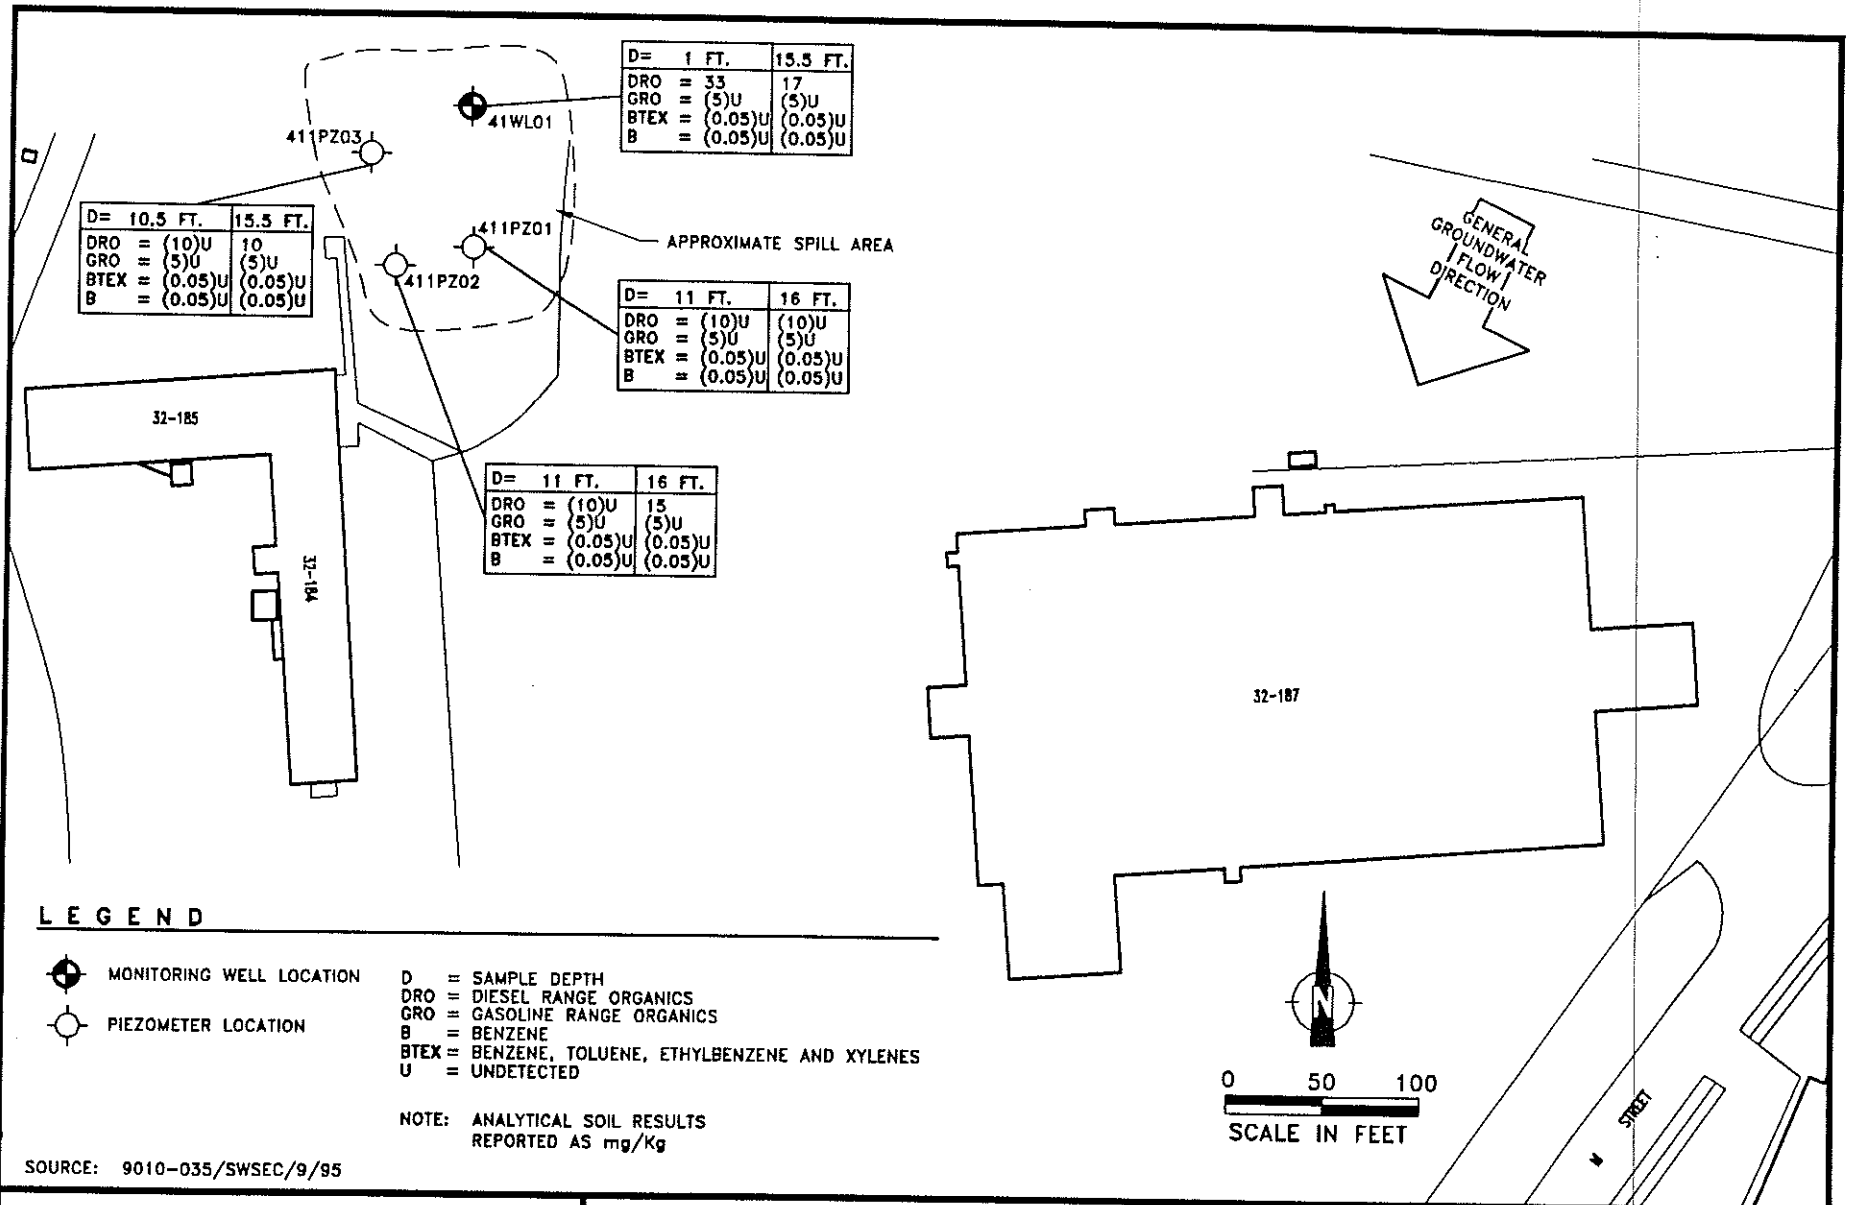 D= 1 FT. 15.5 FT.
DRO = 33 17
GRO = (5)U (5)U
BTEX = (0.05)U (0.05)U
B = (0.05)U (0.05)U
41WL01
411PZ03
D= 10.5 FT. 15.5 FT.
DRO = (10)U 10
GRO = (5)U (5)U
BTEX = (0.05)U (0.05)U
B = (0.05)U (0.05)U
411PZ01
APPROXIMATE SPILL AREA
411PZ02
GENERAL
GROUNDWATER
FLOW
DIRECTION
D= 11 FT. 16 FT.
DRO = (10)U (10)U
GRO = (5)U (5)U
BTEX = (0.05)U (0.05)U
B = (0.05)U (0.05)U
32-185
D= 11 FT. 16 FT.
DRO = (10)U 15
GRO = (5)U (5)U
BTEX = (0.05)U (0.05)U
B = (0.05)U (0.05)U
32-184
32-187
LEGEND
MONITORING WELL LOCATION
PIEZOMETER LOCATION
D = SAMPLE DEPTH
DRO = DIESEL RANGE ORGANICS
GRO = GASOLINE RANGE ORGANICS
B = BENZENE
BTEX = BENZENE, TOLUENE, ETHYLBENZENE AND XYLENES
U = UNDETECTED
NOTE: ANALYTICAL SOIL RESULTS
REPORTED AS mg/Kg
N
0 50 100
SCALE IN FEET
N STREET
SOURCE: 9010-035/SWSEC/9/95